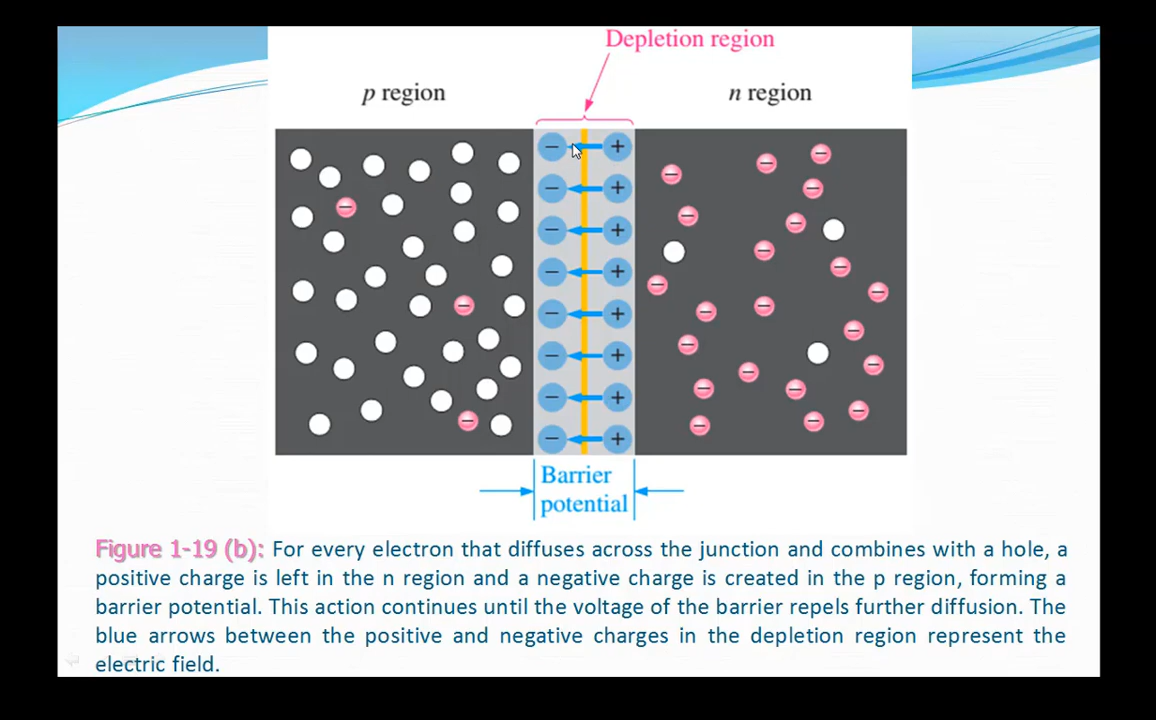 Depletion region
p region
n region
Barrier
potential
Figure 1-19 (b): For every electron that diffuses across the junction and combines with a hole, a
positive charge is left in the n region and a negative charge is created in the p region, forming a
barrier potential. This action continues until the voltage of the barrier repels further diffusion. The
blue arrows between the positive and negative charges in the depletion region represent the
electric field.